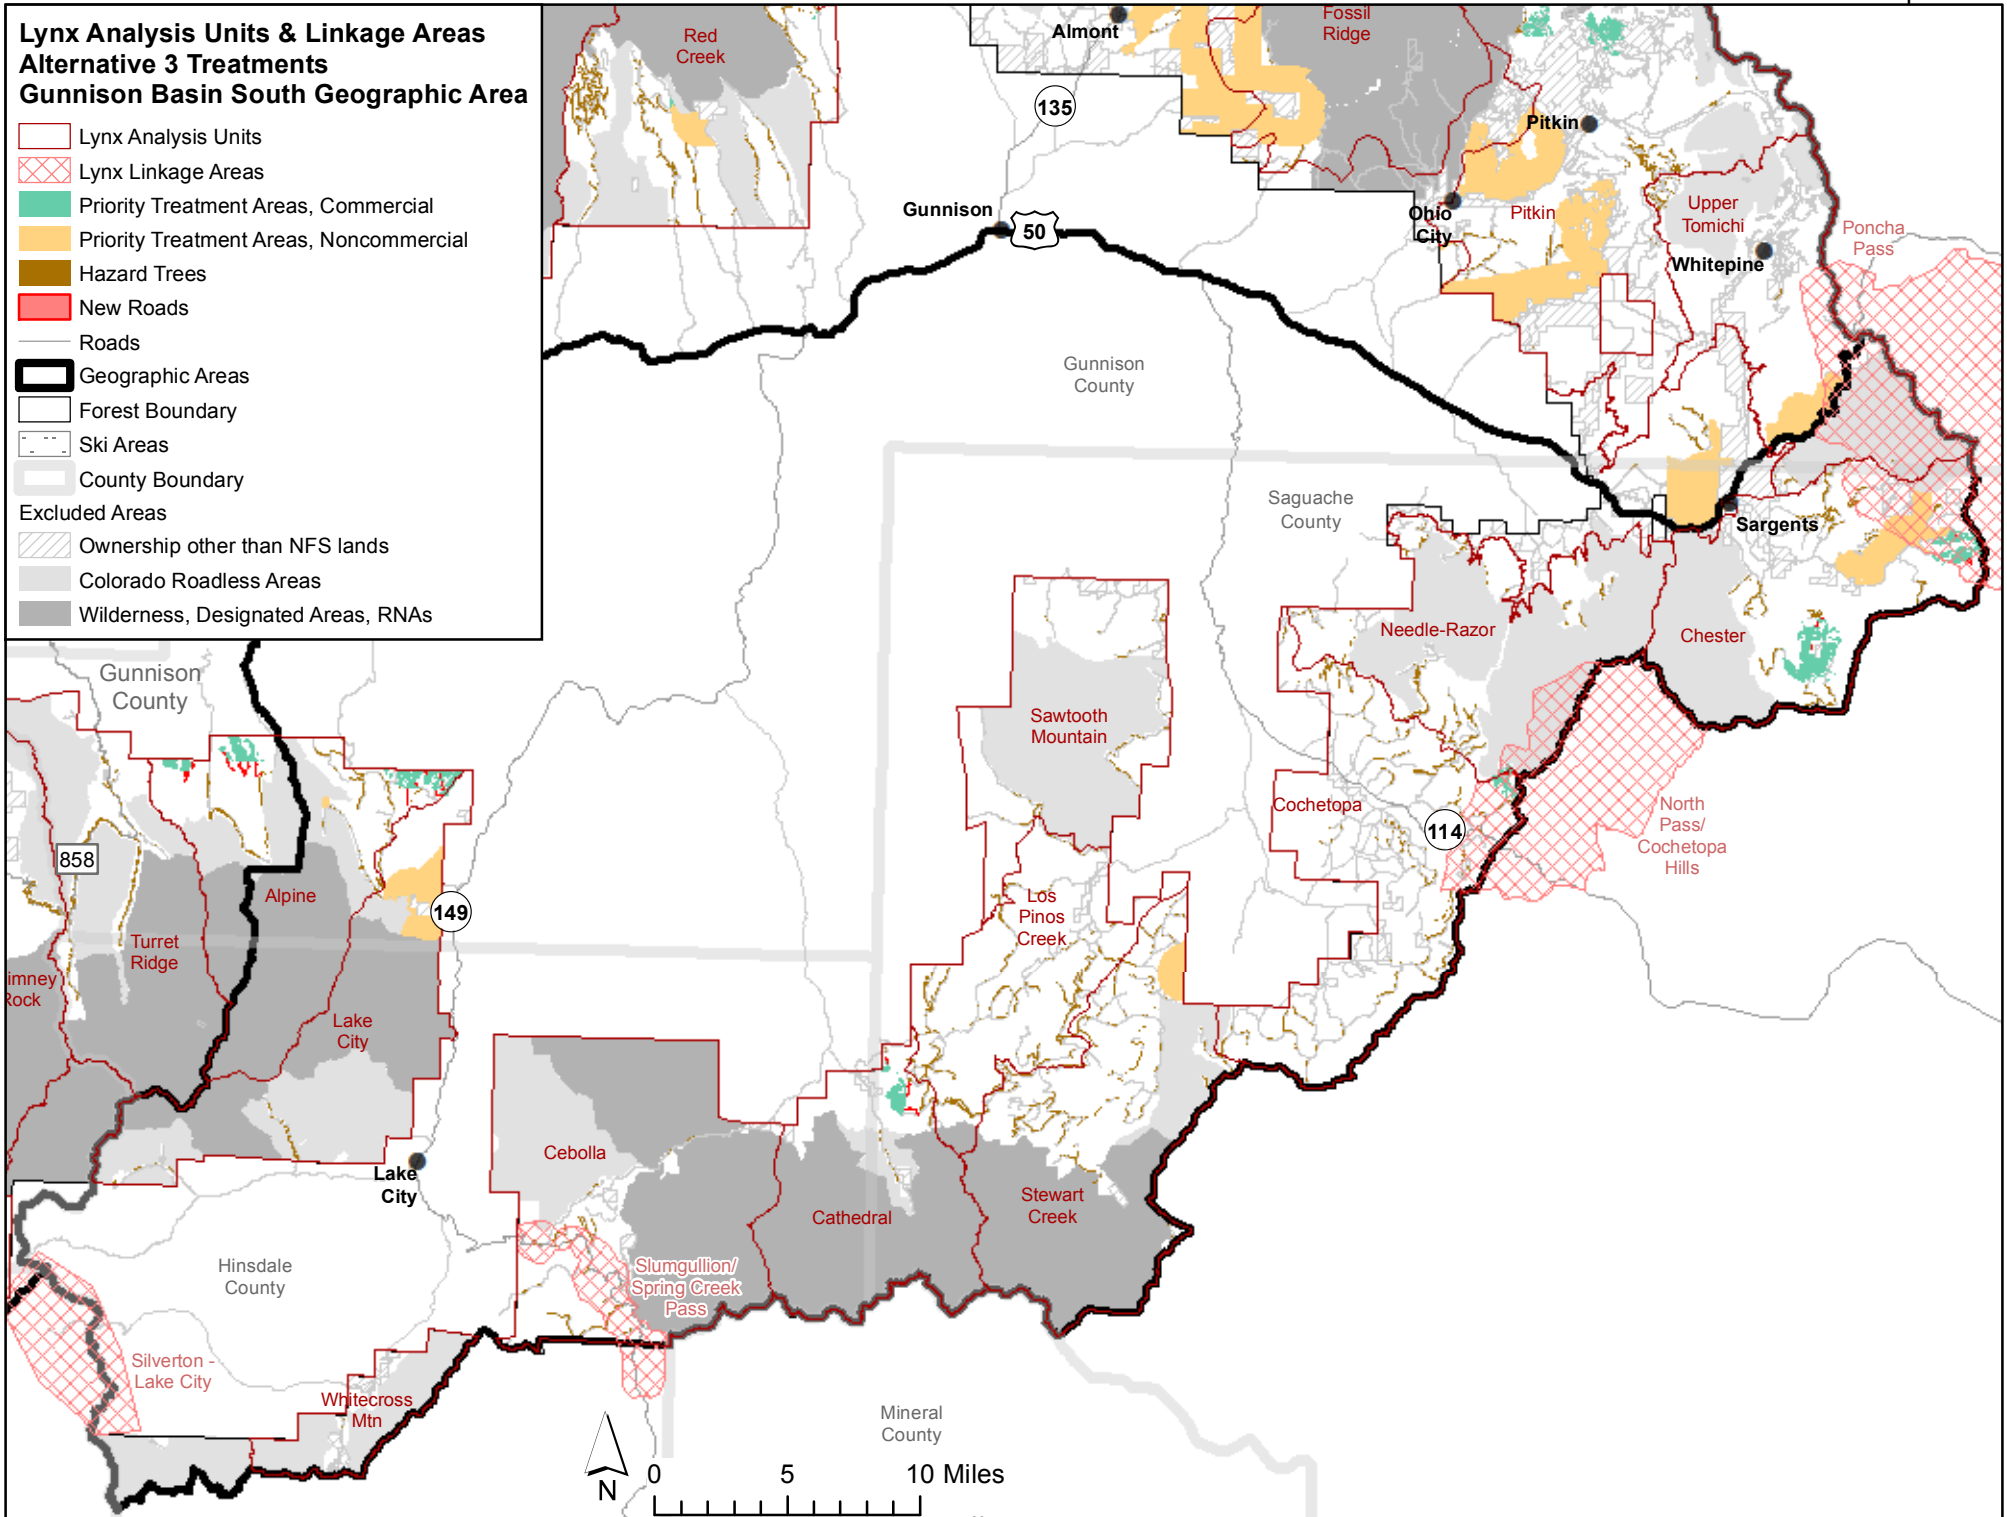 Lynx Analysis Units & Linkage Areas
Alternative 3 Treatments
Gunnison Basin South Geographic Area
Lynx Analysis Units
Lynx Linkage Areas
Priority Treatment Areas, Commercial
Priority Treatment Areas, Noncommercial
Hazard Trees
New Roads
Roads
Geographic Areas
Forest Boundary
Ski Areas
County Boundary
Excluded Areas
Ownership other than NFS lands
Colorado Roadless Areas
Wilderness, Designated Areas, RNAs
Red
Creek
Almont
135
Fossil
Ridge
Pitkin
Gunnison
50
Ohio
City
Pitkin
Upper
Tomichi
Whitepine
Poncha
Pass
Gunnison
County
Saguache
County
Sargents
Needle-Razor
Chester
Gunnison
County
Sawtooth
Mountain
Cochetopa
114
North
Pass/
Cochetopa
Hills
858
Alpine
149
Los
Pinos
Creek
Turret
Ridge
imney
Rock
Lake
City
Cebolla
Lake
City
Cathedral
Stewart
Creek
Slumgullion/
Spring Creek
Pass
Hinsdale
County
Silverton -
Lake City
Whitecross
Mtn
Mineral
County
N
0 5 10 Miles